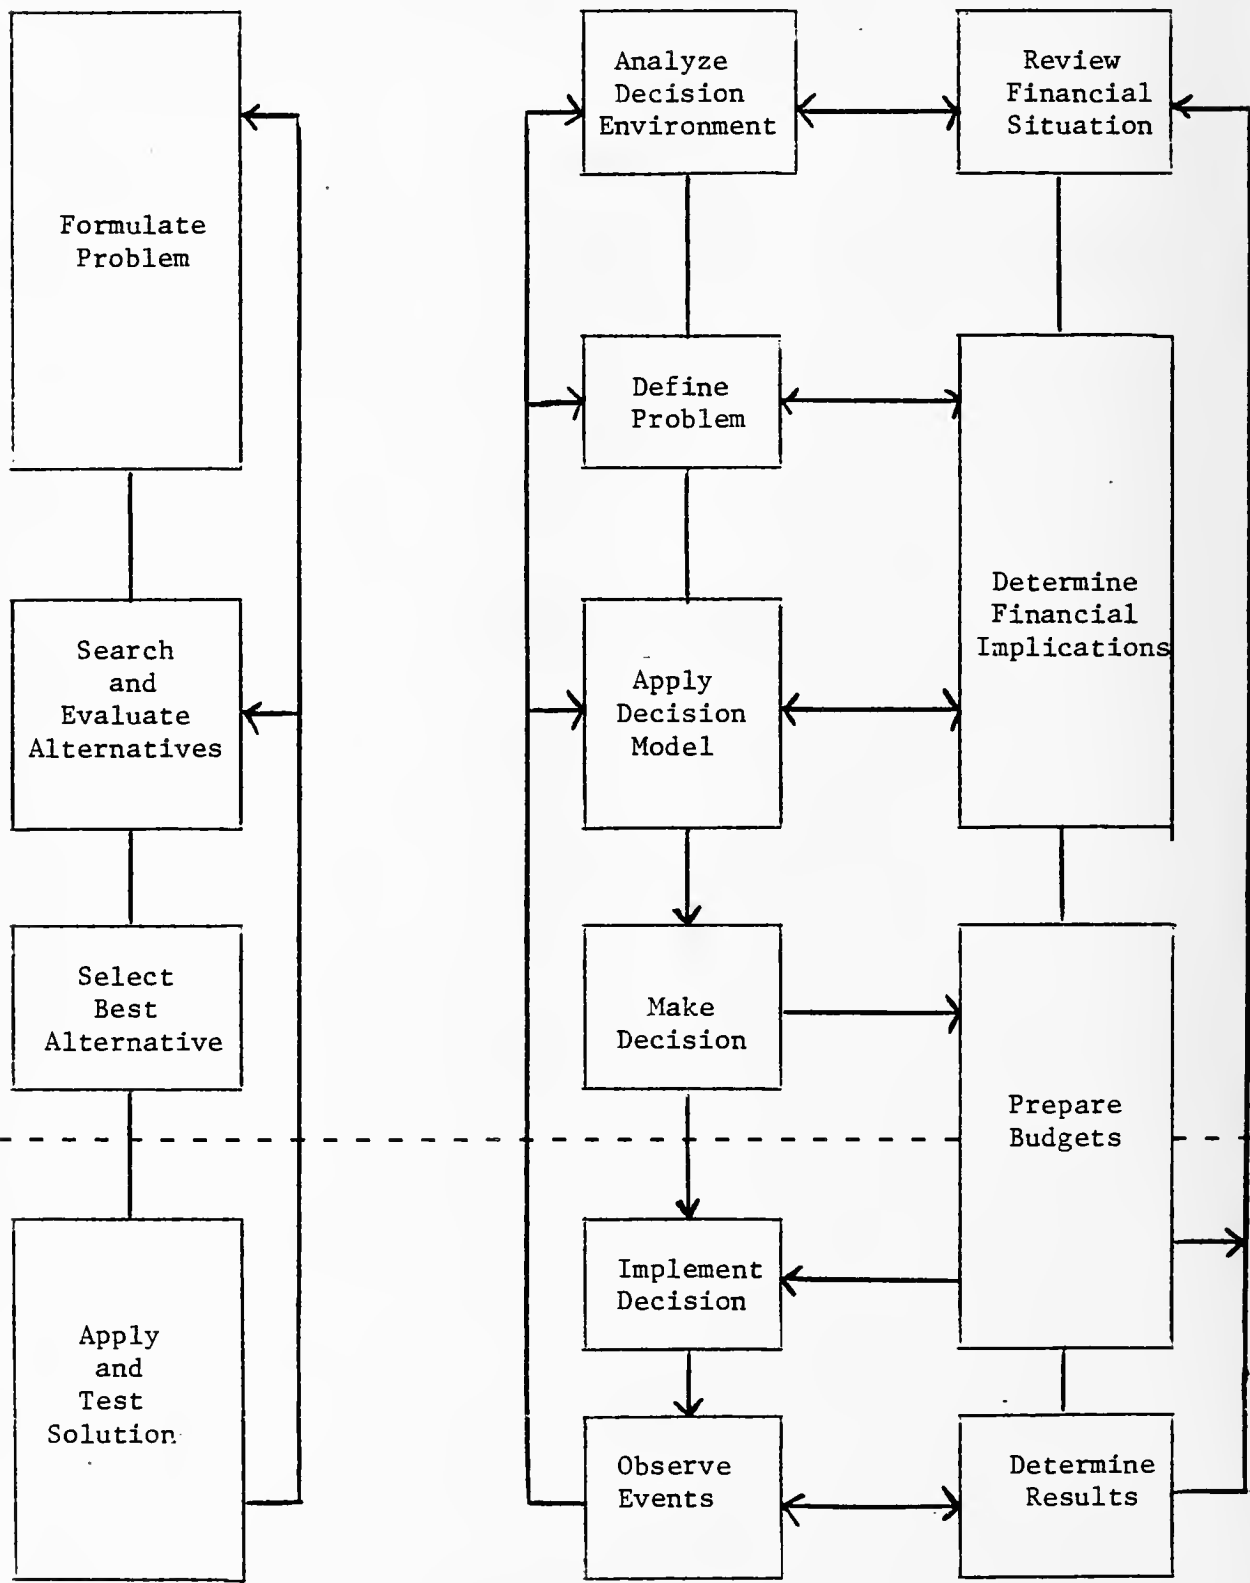 Formulate
Problem
Search
and
Evaluate
Alternatives
Select
Best
Alternative
Apply
and
Test
Solution
Analyze
Decision
Environment
Define
Problem
Apply
Decision
Model
Make
Decision
Implement
Decision
Observe
Events
Review
Financial
Situation
Determine
Financial
Implications
Prepare
Budgets
Determine
Results